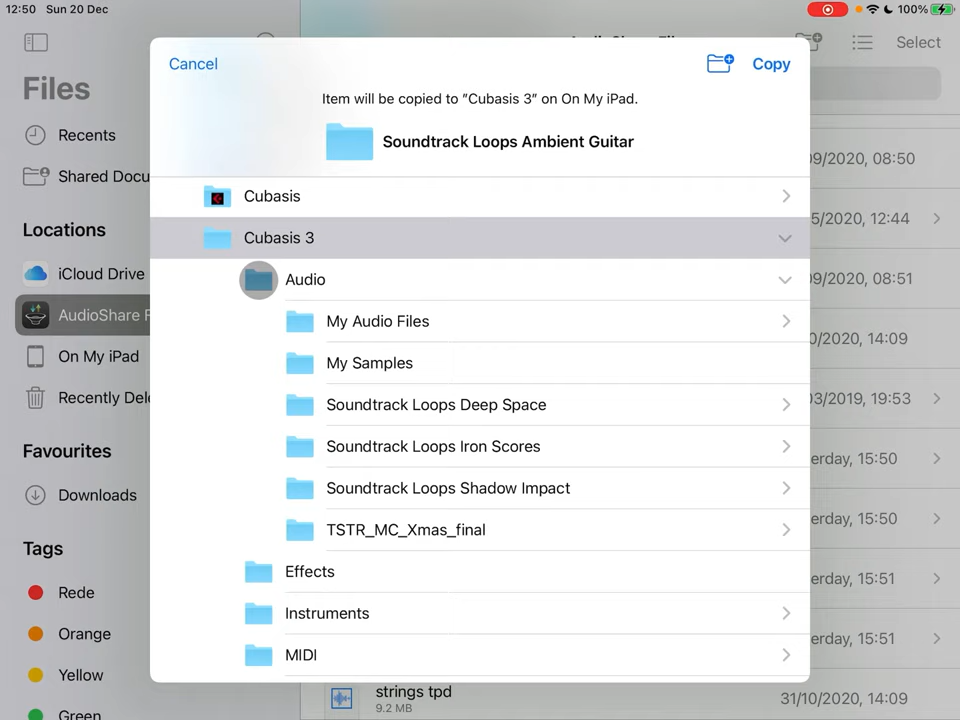 12:50 Sun 20 Dec
100%
Files
Recents
Shared Docu
Locations
iCloud Drive
AudioShare F
On My iPad
Recently Dele
Favourites
Downloads
Tags
Rede
Orange
Yellow
Green
Select
Cancel
Copy
Item will be copied to "Cubasis 3" on On My iPad.
Soundtrack Loops Ambient Guitar
Cubasis
Cubasis 3
Audio
My Audio Files
My Samples
Soundtrack Loops Deep Space
Soundtrack Loops Iron Scores
Soundtrack Loops Shadow Impact
TSTR_MC_Xmas_final
Effects
Instruments
MIDI
09/2020, 08:50
5/2020, 12:44
09/2020, 08:51
0/2020, 14:09
03/2019, 19:53
erday, 15:50
erday, 15:50
erday, 15:51
erday, 15:51
strings tpd
9.2 MB
31/10/2020, 14:09